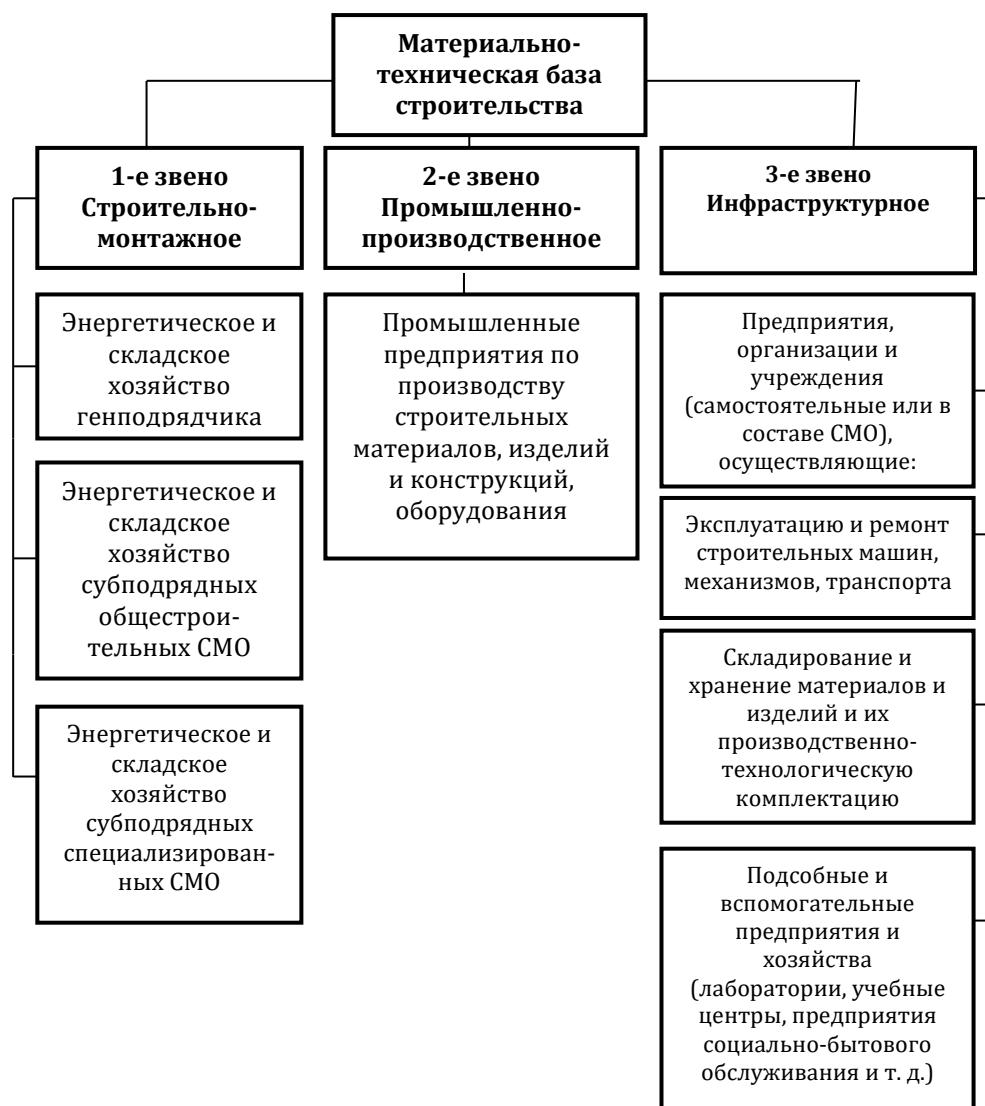 Материально-
техническая база
строительства
1-е звено
Строительно-
монтажное
2-е звено
Промышленно-
производственное
3-е звено
Инфраструктурное
Энергетическое и
складское
хозяйство
генподрядчика
Энергетическое и
складское
хозяйство
субподрядных
общестрои-
тельных СМО
Энергетическое и
складское
хозяйство
субподрядных
специализирован-
ных СМО
Промышленные
предприятия по
производству
строительных
материалов, изделий
и конструкций,
оборудования
Предприятия,
организации и
учреждения
(самостоятельные или в
составе СМО),
осуществляющие:
Эксплуатацию и ремонт
строительных машин,
механизмов, транспорта
Складирование и
хранение материалов и
изделий и их
производственно-
технологическую
комплектацию
Подсобные и
вспомогательные
предприятия и
хозяйства
(лаборатории, учебные
центры, предприятия
социально-бытового
обслуживания и т. д.)